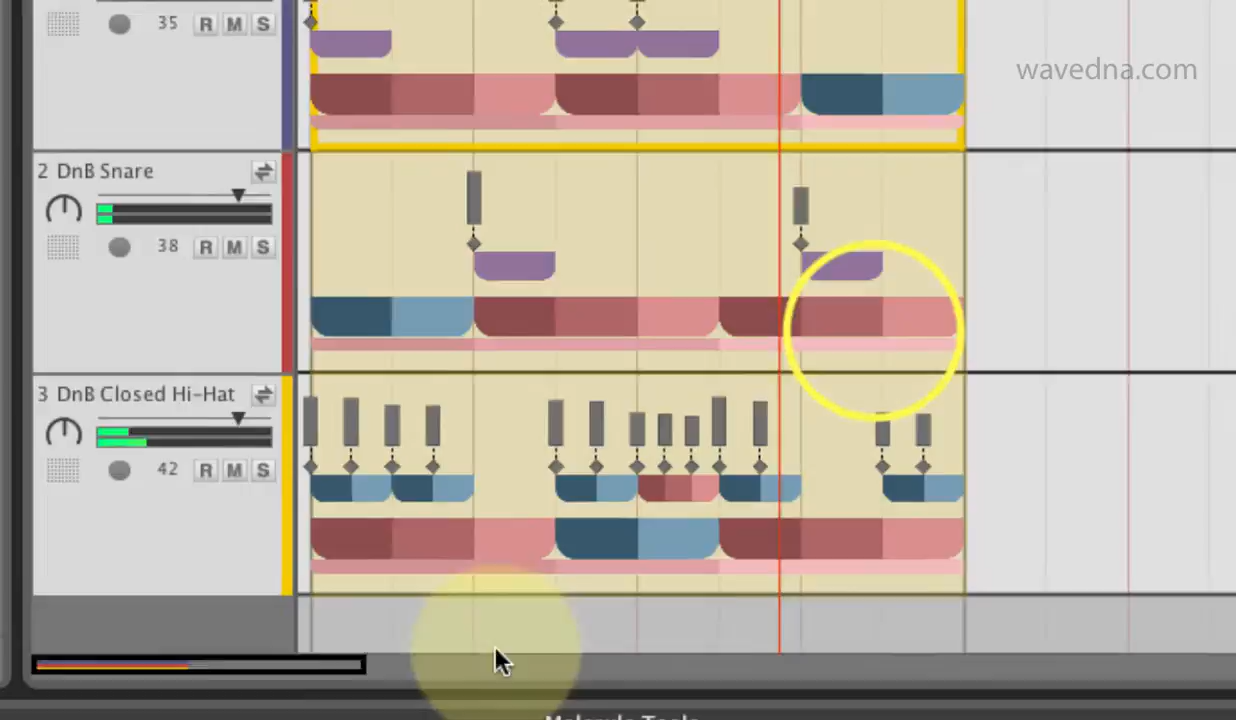 35 R M S
wavedna.com
2 DnB Snare
38 R M S
3 DnB Closed Hi-Hat
42 R M S